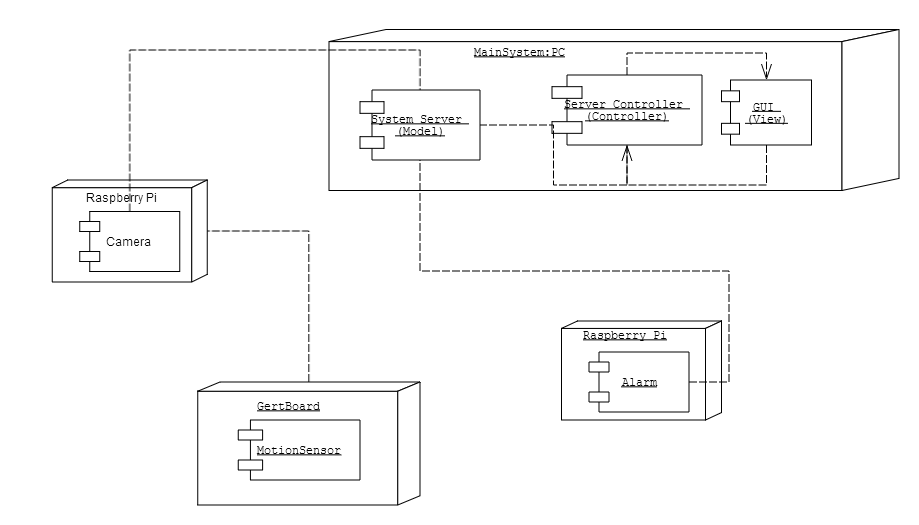 MainSystem:PC
System Server
(Model)
Server Controller
(Controller)
GUI
(View)
Raspberry Pi
Camera
Raspberry Pi
Alarm
GertBoard
MotionSensor